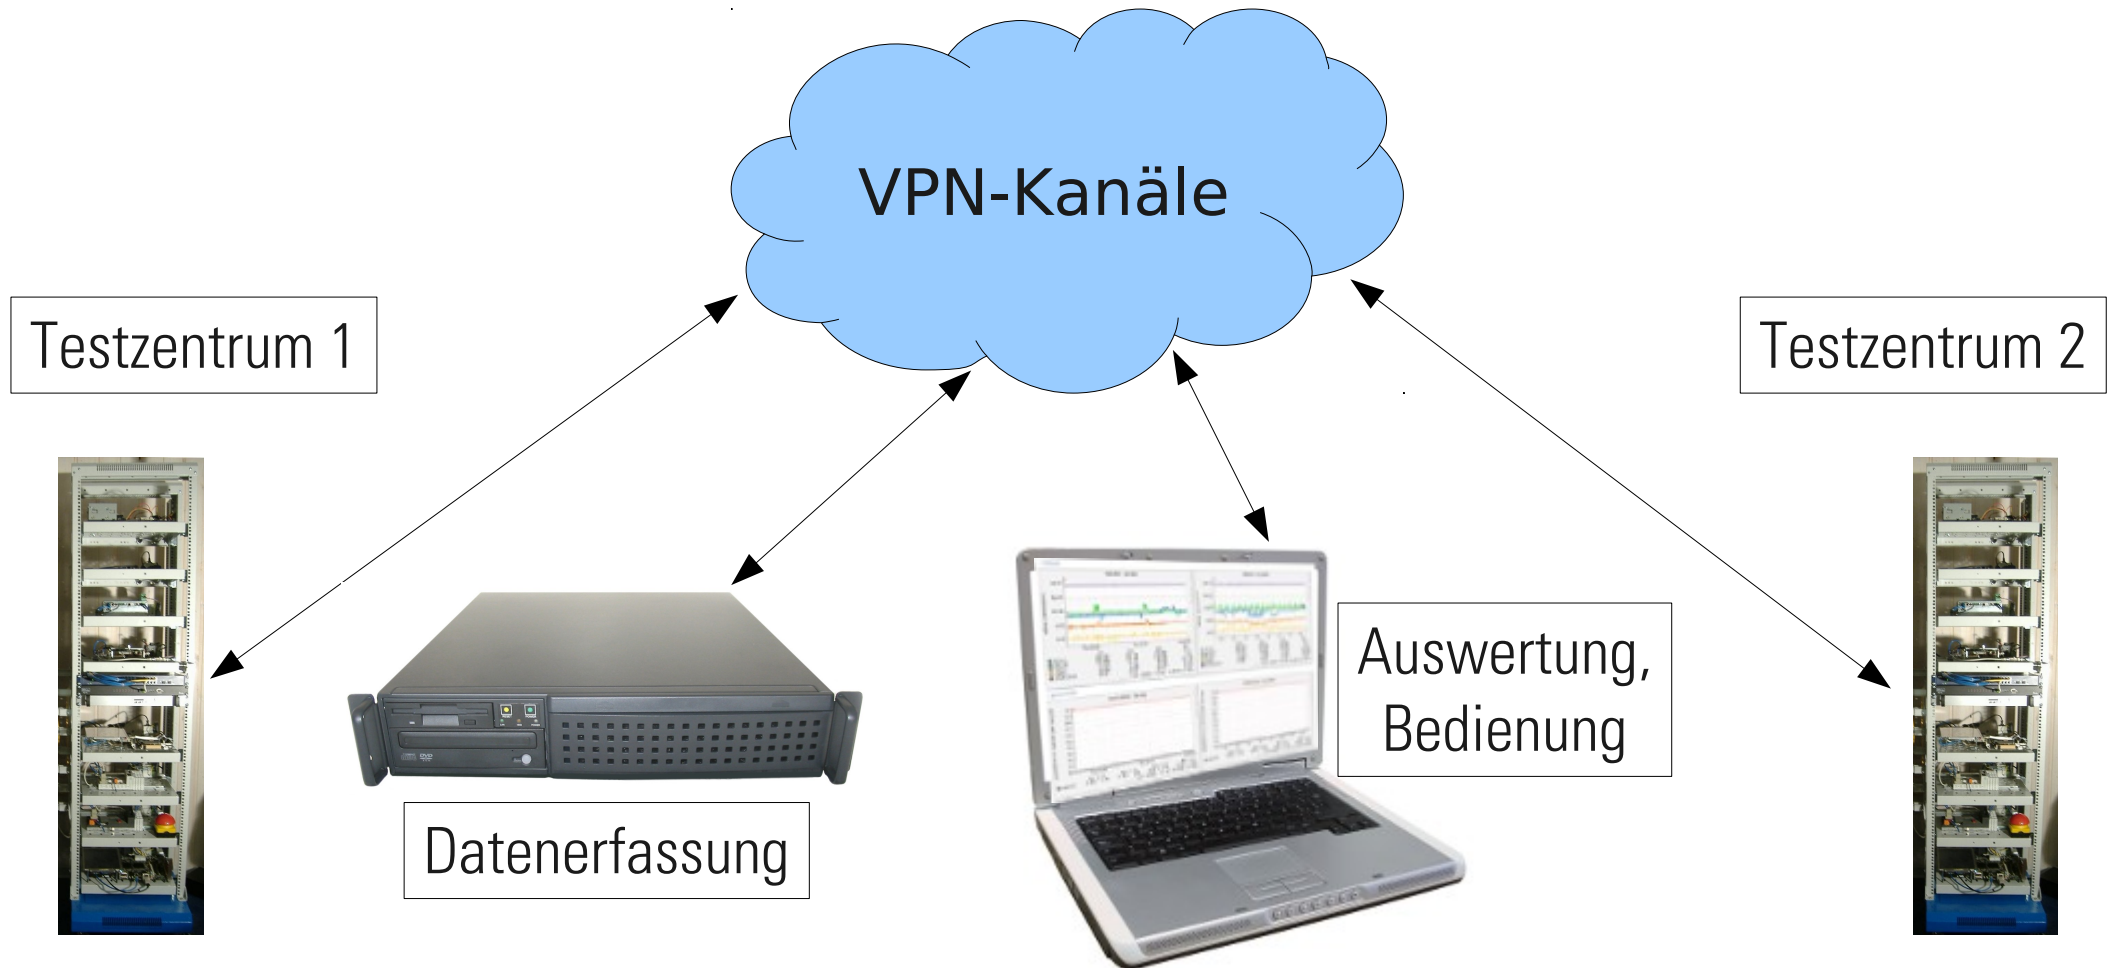 VPN-Kanäle
Testzentrum 1
Testzentrum 2
Auswertung,
Bedienung
Datenerfassung